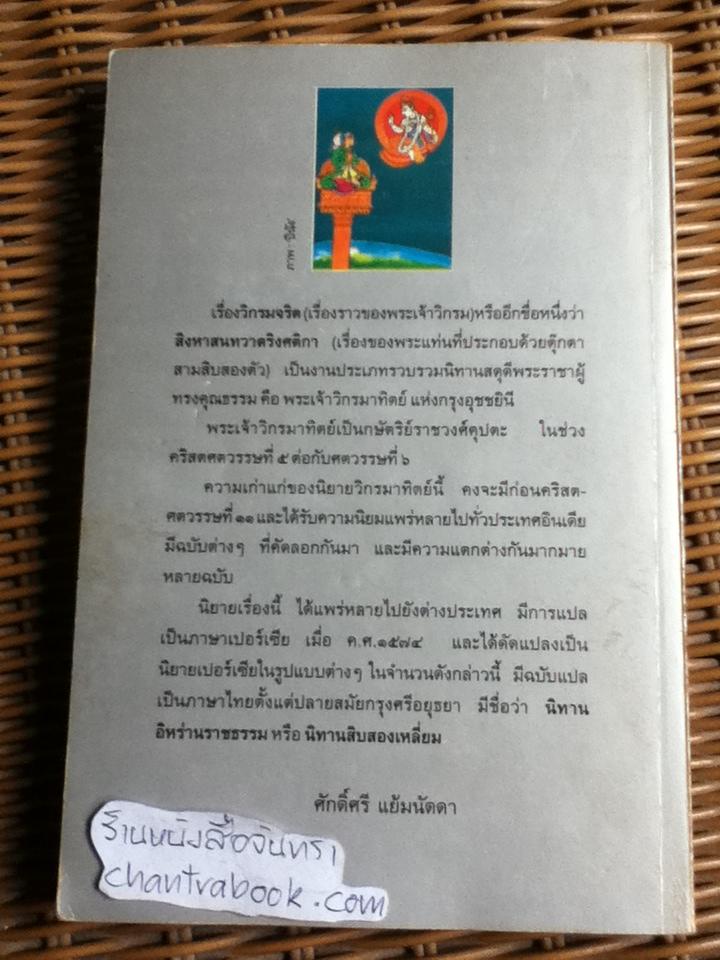 ภาพ : ปีนัง
เรื่องวิกรมจริต (เรื่องราวของพระเจ้าวิกรม)หรืออีกชื่อหนึ่งว่า
สิงหาสนทวาตริงศติกา (เรื่องของพระแท่นที่ประกอบด้วยตุ๊กตา
สามสิบสองตัว) เป็นงานประเภทรวบรวมนิทานสดุดีพระราชาผู้
ทรงคุณธรรม คือ พระเจ้าวิกรมาทิตย์ แห่งกรุงอุชชยินี
พระเจ้าวิกรมาทิตย์เป็นกษัตริย์ราชวงศ์คุปตะ ในช่วง
คริสตศตวรรษที่ ๕ ต่อกับศตวรรษที่ ๖
ความเก่าแก่ของนิยายวิกรมาทิตย์นี้ คงจะมีก่อนคริสต-
ศตวรรษที่ ๑๑ และได้รับความนิยมแพร่หลายไปทั่วประเทศอินเดีย
มีฉบับต่างๆ ที่คัดลอกกันมา และมีความแตกต่างกันมากมาย
หลายฉบับ
นิยายเรื่องนี้ ได้แพร่หลายไปยังต่างประเทศ มีการแปล
เป็นภาษาเปอร์เซีย เมื่อ ค.ศ.๑๕๗๔ และได้ดัดแปลงเป็น
นิยายเปอร์เซียในรูปแบบต่างๆ ในจำนวนดังกล่าวนี้ มีฉบับแปล
เป็นภาษาไทยตั้งแต่ปลายสมัยกรุงศรีอยุธยา มีชื่อว่า นิทาน
อิหร่านราชธรรม หรือ นิทานสิบสองเหลี่ยม
ศักดิ์ศรี แย้มนัดดา
ร้านหนังสือจันทรา
chantrabook.com